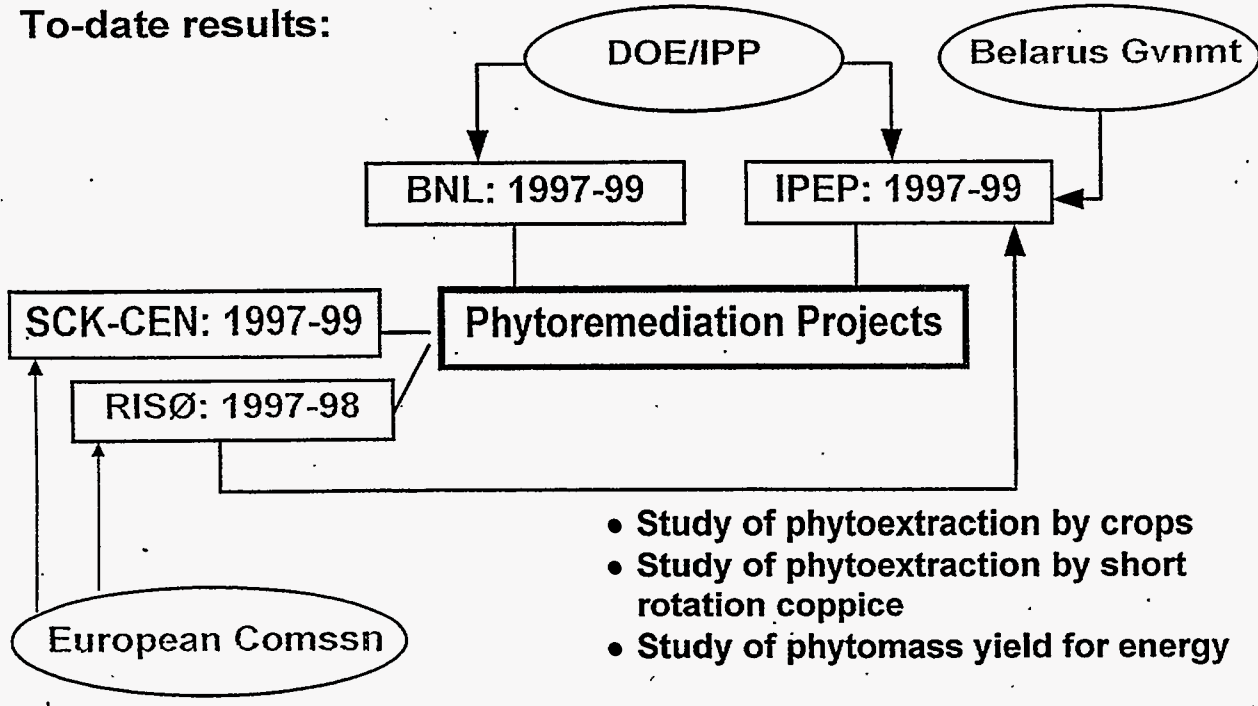 To-date results:
DOE/IPP
Belarus Gvnmt
BNL: 1997-99
IPEP: 1997-99
SCK-CEN: 1997-99
Phytoremediation Projects
RISØ: 1997-98
• Study of phytoextraction by crops
• Study of phytoextraction by short
rotation coppice
• Study of phytomass yield for energy
European Comssn